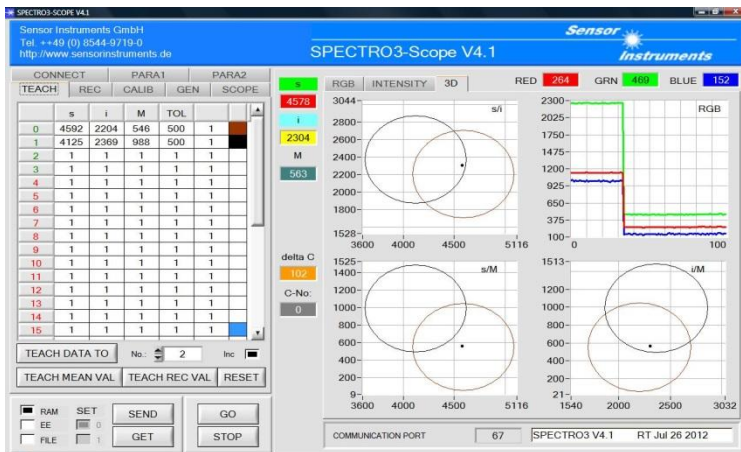 SPECTRO3-SCOPE V4.1
Sensor Instruments GmbH
Tel. ++49 (0) 8544-9719-0
http://www.sensorinstruments.de
SPECTRO3-Scope V4.1
Sensor
Instruments
CONNECT PARA1 PARA2
TEACH REC CALIB GEN SCOPE
s i M TOL
0 4592 2204 546 500 1
1 4125 2369 988 500 1
2 1 1 1 1 1
3 1 1 1 1 1
4 1 1 1 1 1
5 1 1 1 1 1
6 1 1 1 1 1
7 1 1 1 1 1
8 1 1 1 1 1
9 1 1 1 1 1
10 1 1 1 1 1
11 1 1 1 1 1
12 1 1 1 1 1
13 1 1 1 1 1
14 1 1 1 1 1
15 1 1 1 1 1
TEACH DATA TO No.: 2 Inc
TEACH MEAN VAL TEACH REC VAL RESET
RAM SET SEND GO
EE 0
FILE 1 GET STOP
s
4578
i
2304
M
563
delta C
102
C-No:
0
RGB INTENSITY 3D RED 264 GRN 469 BLUE 152
s/i
3044-
2800-
2600-
2400-
2200-
2000-
1800-
1528-
3600 4000 4500 5116
RGB
2300-
2025-
1750-
1475-
1200-
925-
650-
375-
100-
0 100
s/M
1525-
1400-
1200-
1000-
800-
600-
400-
200-
9-
3600 4000 4500 5116
i/M
1513-
1200-
1000-
800-
600-
400-
200-
21-
1540 2000 2500 3032
COMMUNICATION PORT 67 SPECTRO3 V4.1 RT Jul 26 2012